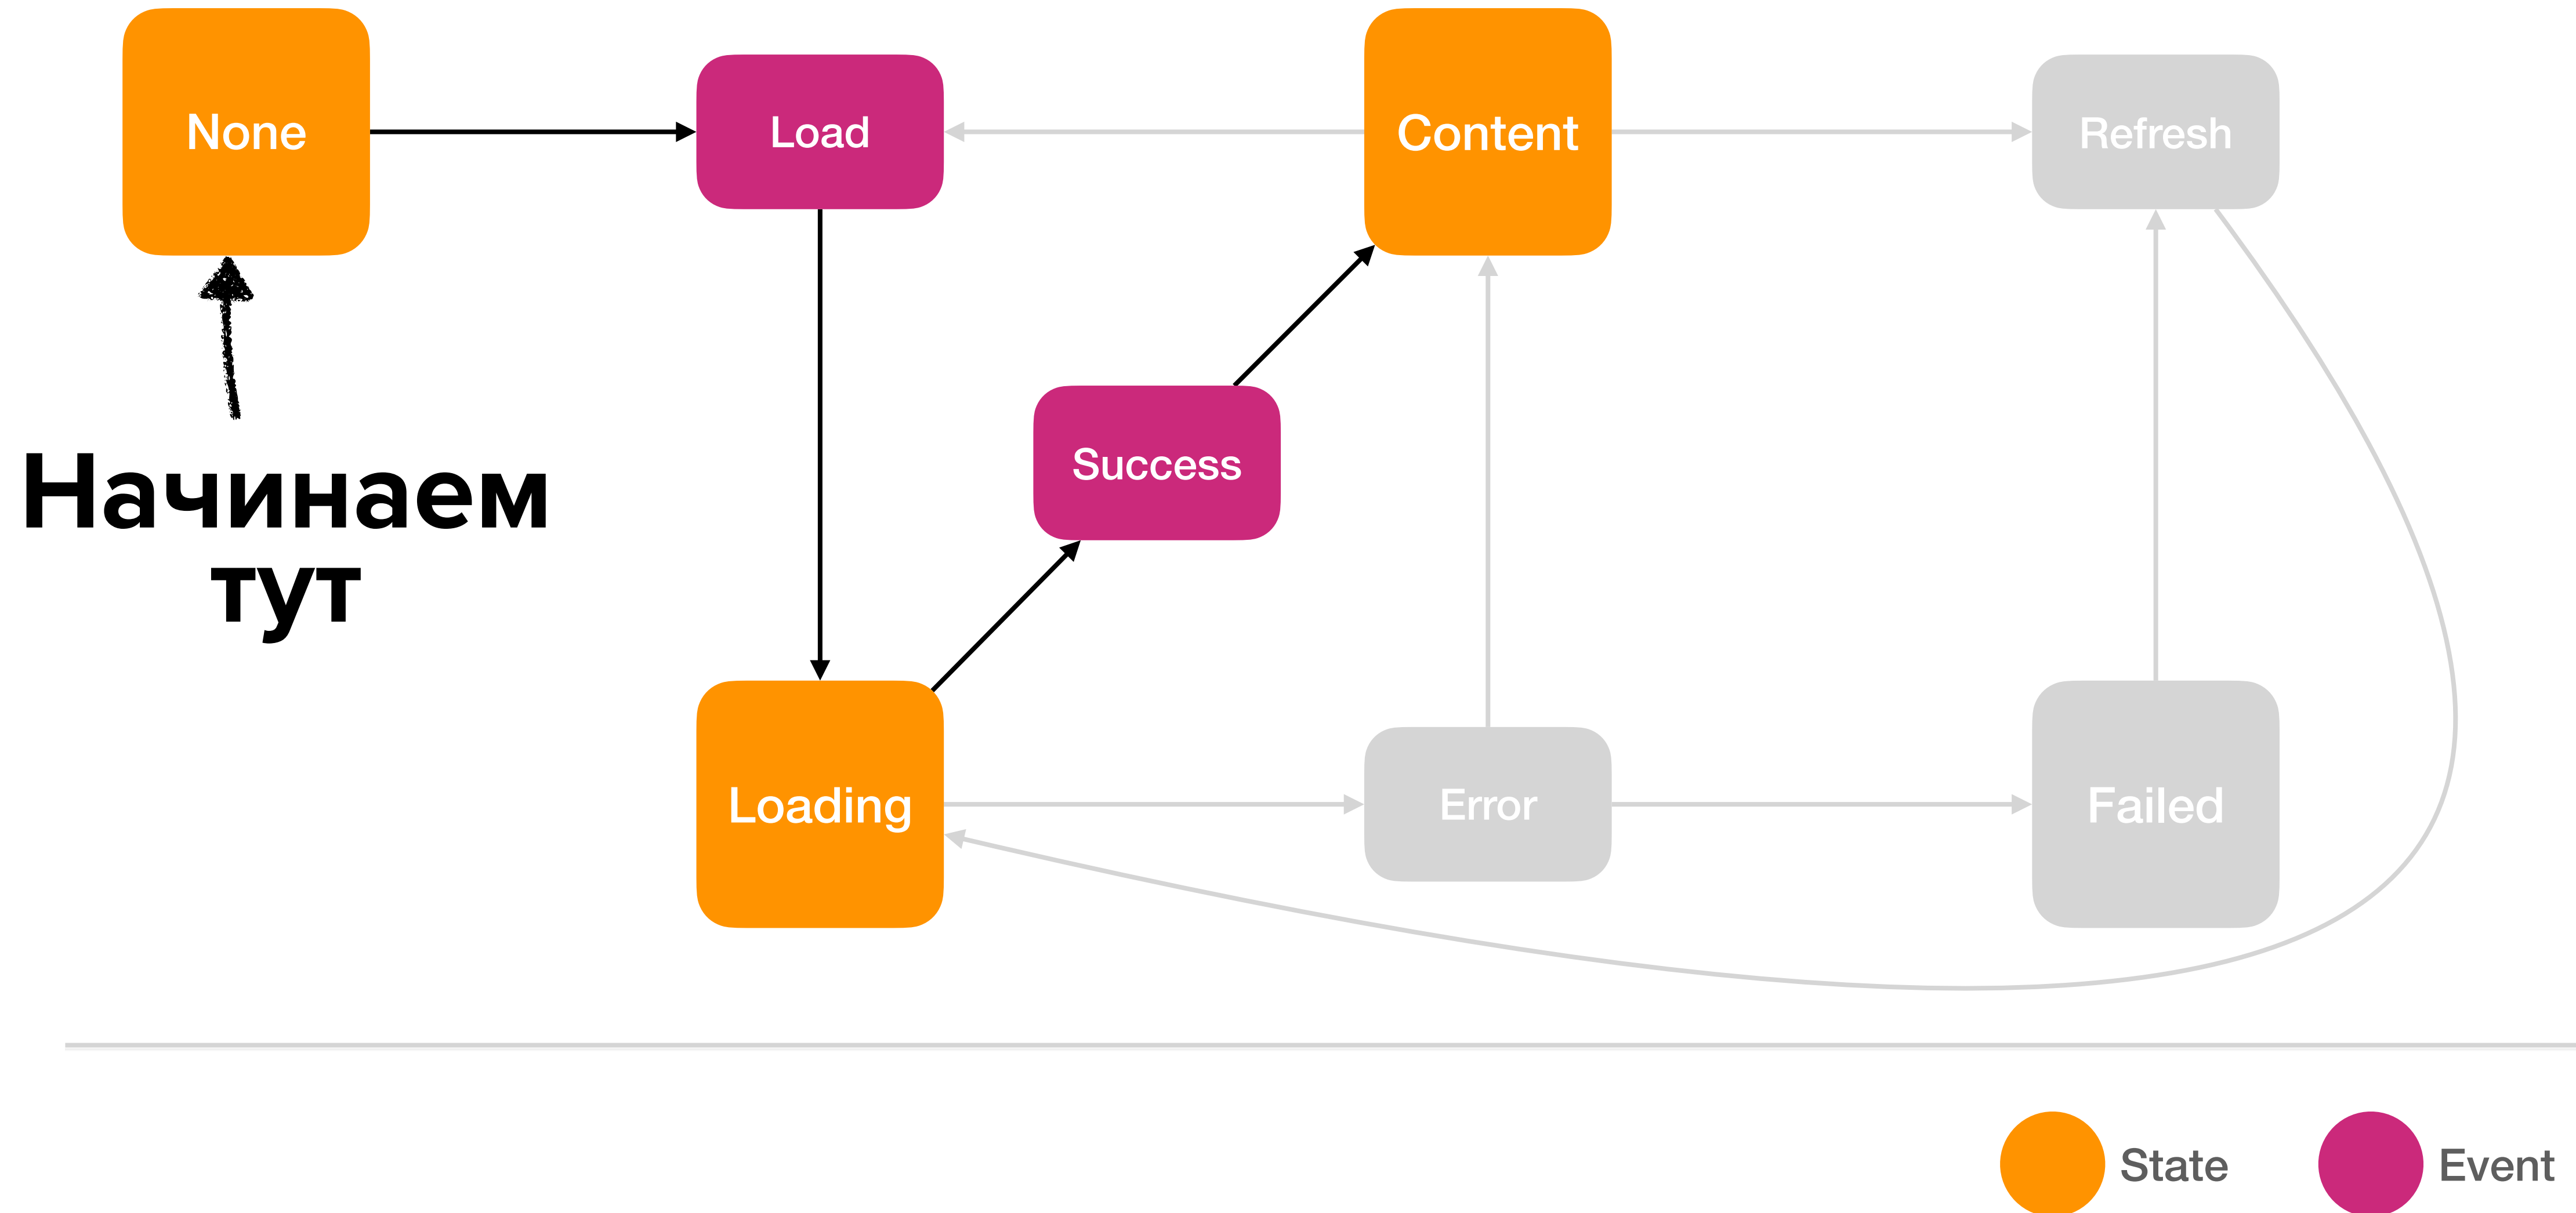 None
Load
Content
Refresh
Success
Начинаем
тут
Loading
Error
Failed
State
Event